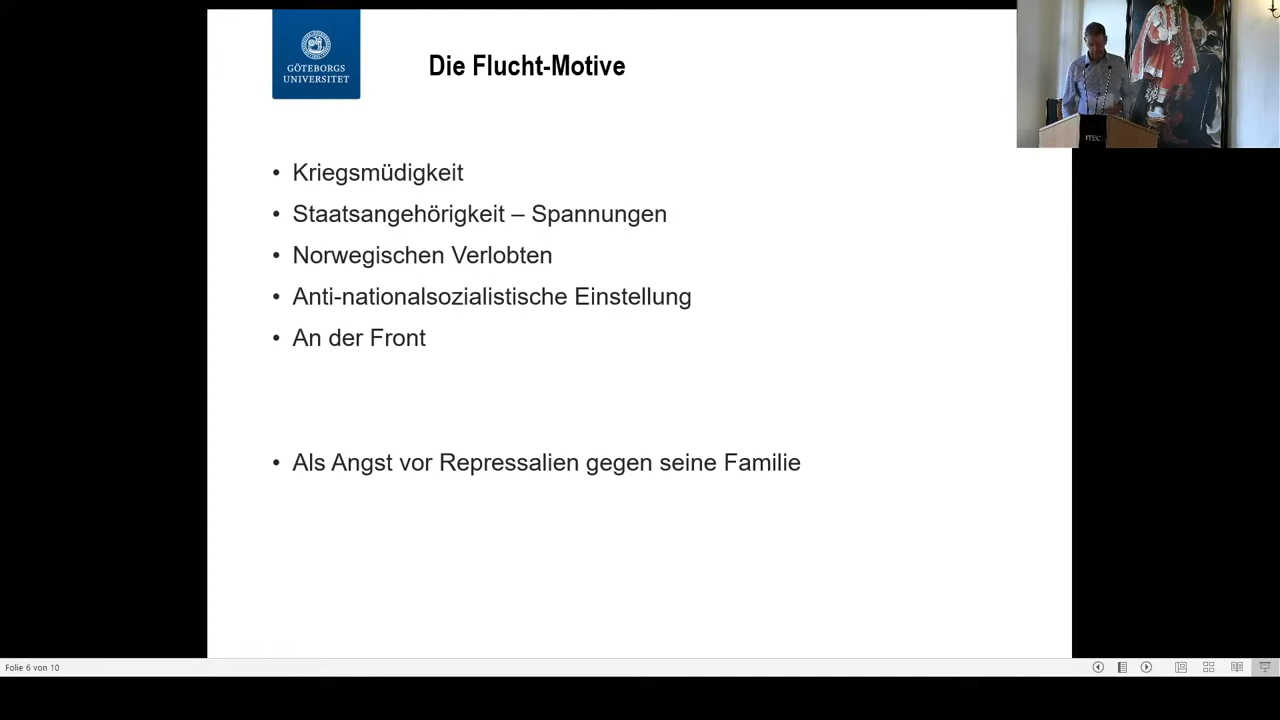 GÖTEBORGS
UNIVERSITET
Die Flucht-Motive
• Kriegsmüdigkeit
• Staatsangehörigkeit – Spannungen
• Norwegischen Verlobten
• Anti-nationalsozialistische Einstellung
• An der Front
• Als Angst vor Repressalien gegen seine Familie
ITEC
Folie 6 von 10